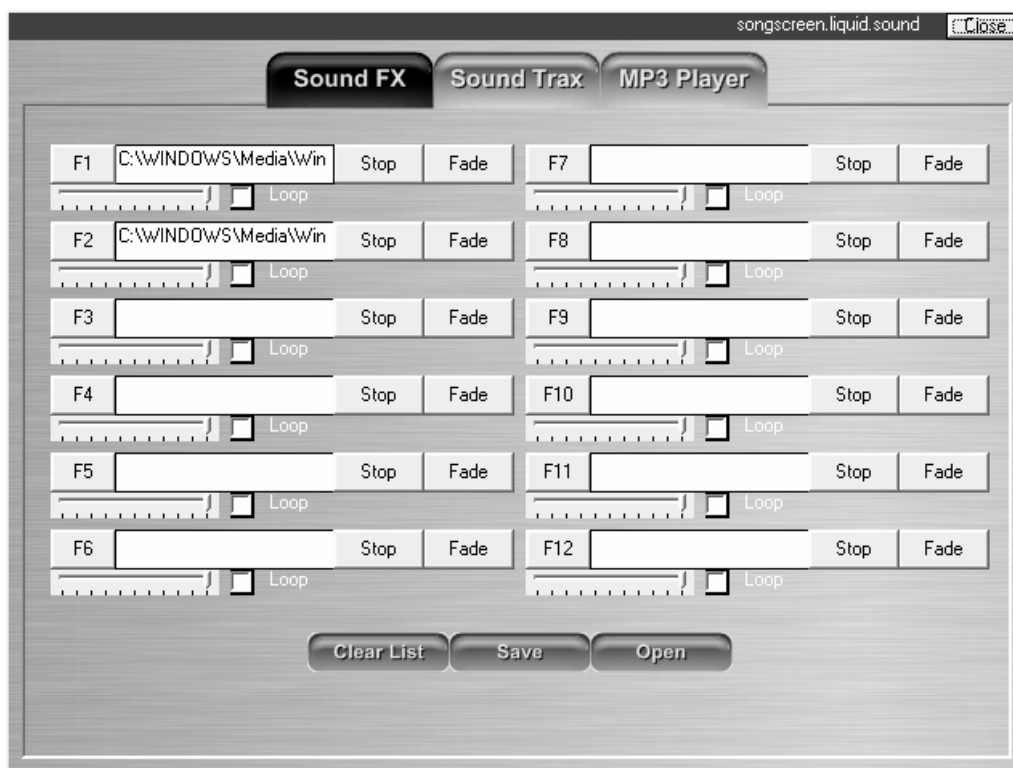 songscreen.liquid.sound Close
Sound FX Sound Trax MP3 Player
F1 C:\WINDOWS\Media\Win Stop Fade F7 Stop Fade
Loop Loop
F2 C:\WINDOWS\Media\Win Stop Fade F8 Stop Fade
Loop Loop
F3 Stop Fade F9 Stop Fade
Loop Loop
F4 Stop Fade F10 Stop Fade
Loop Loop
F5 Stop Fade F11 Stop Fade
Loop Loop
F6 Stop Fade F12 Stop Fade
Loop Loop
Clear List Save Open